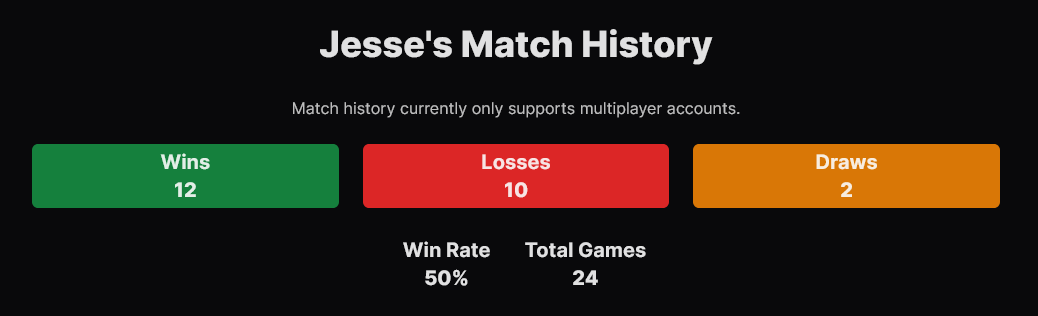 Jesse's Match History
Match history currently only supports multiplayer accounts.
Wins
12
Losses
10
Draws
2
Win Rate
50%
Total Games
24